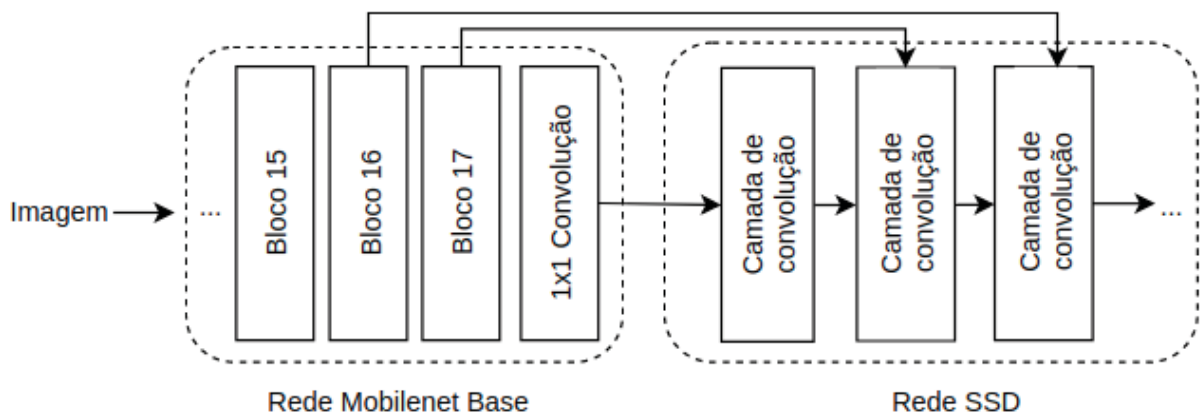 Imagem
...
Bloco 15
Bloco 16
Bloco 17
1x1 Convolução
Camada de
convolução
Camada de
convolução
Camada de
convolução
...
Rede Mobilenet Base
Rede SSD